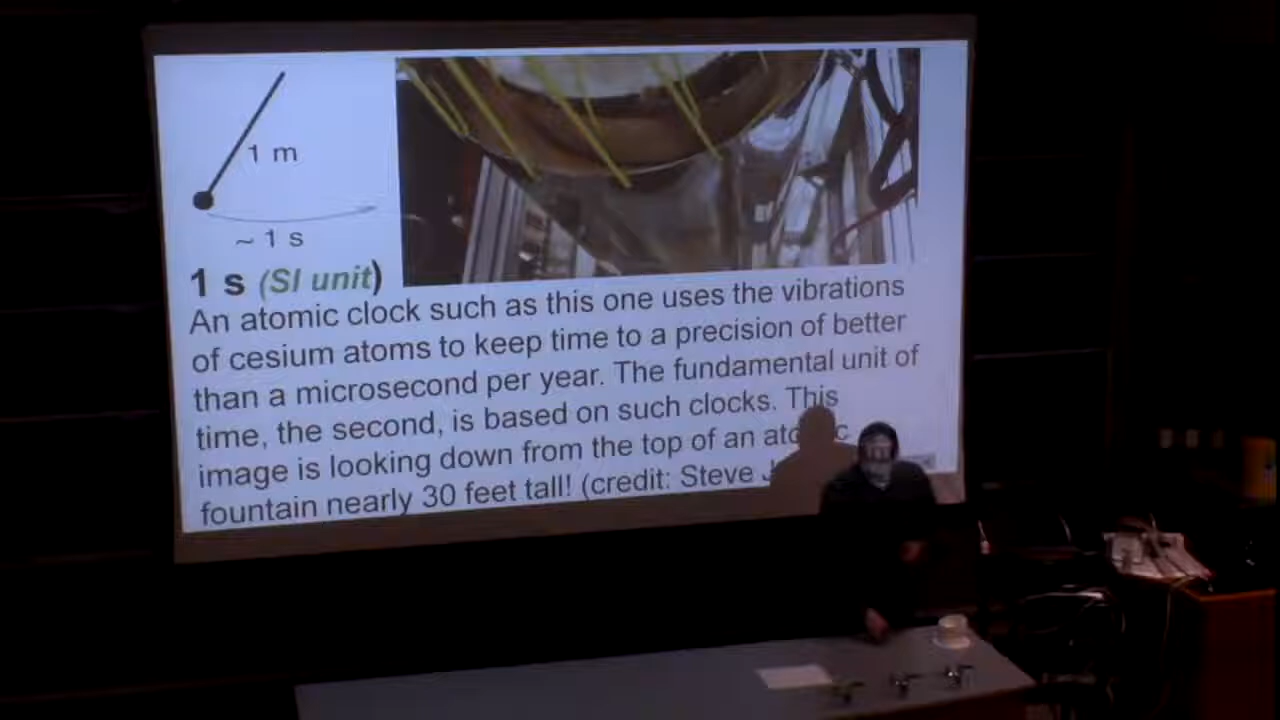 1 m
~ 1 s
1 s (SI unit)
An atomic clock such as this one uses the vibrations
of cesium atoms to keep time to a precision of better
than a microsecond per year. The fundamental unit of
time, the second, is based on such clocks. This
image is looking down from the top of an
fountain nearly 30 feet tall! (credit: Steve